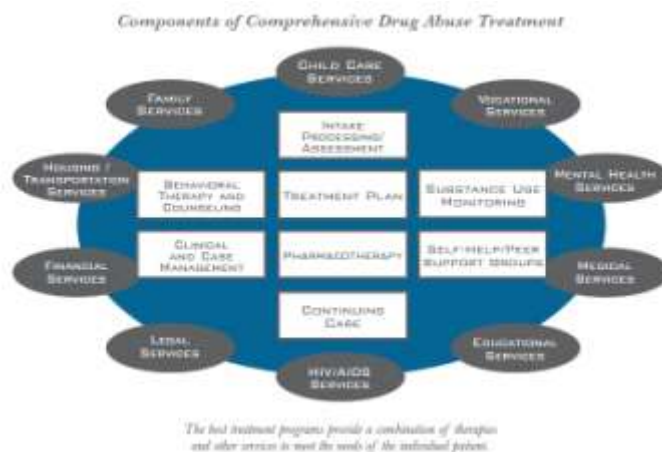 Components of Comprehensive Drug Abuse Treatment
CHILD CARE
SERVICES
FAMILY
SERVICES
VOCATIONAL
SERVICES
INTAKE
PROCESSING/
ASSESSMENT
HOUSING /
TRANSPORTATION
SERVICES
BEHAVIORAL
THERAPY AND
COUNSELING
TREATMENT PLAN
SUBSTANCE USE
MONITORING
MENTAL HEALTH
SERVICES
FINANCIAL
SERVICES
CLINICAL
AND CASE
MANAGEMENT
PHARMACOTHERAPY
SELF-HELP/PEER
SUPPORT GROUPS
MEDICAL
SERVICES
CONTINUING
CARE
LEGAL
SERVICES
EDUCATIONAL
SERVICES
HIV/AIDS
SERVICES
The best treatment programs provide a combination of therapies
and other services to meet the needs of the individual patient.